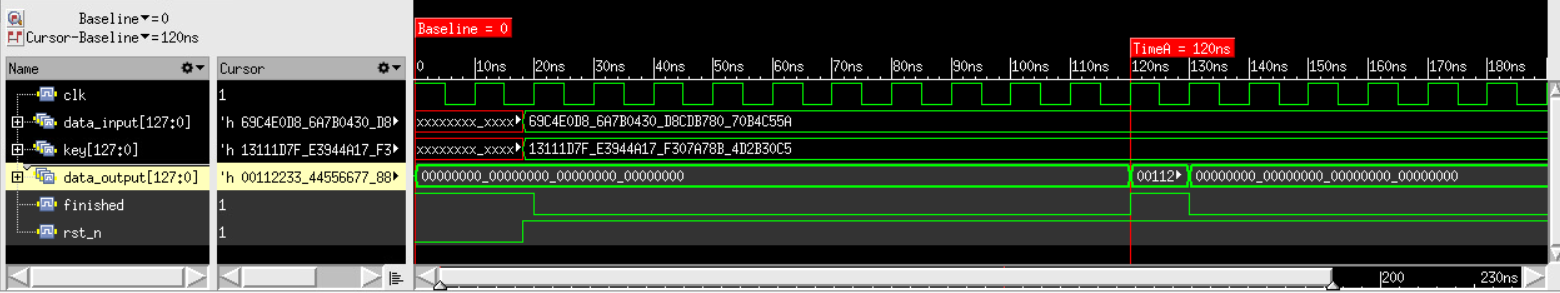 Baseline▼=0
Cursor-Baseline▼=120ns
Baseline = 0
TimeA = 120ns
Name Cursor 0 10ns 20ns 30ns 40ns 50ns 60ns 70ns 80ns 90ns 100ns 110ns 120ns 130ns 140ns 150ns 160ns 170ns 180ns
clk 1
data_input[127:0] 'h 69C4E0D8_6A7B0430_D8 xxxxxxxx_xxxx 69C4E0D8_6A7B0430_D8CDB780_70B4C55A
key[127:0] 'h 13111D7F_E3944A17_F3 xxxxxxxx_xxxx 13111D7F_E3944A17_F307A78B_4D2B30C5
data_output[127:0] 'h 00112233_44556677_88 00000000_00000000_00000000_00000000 00112 00000000_00000000_00000000_00000000
finished 1
rst_n 1
200 230ns